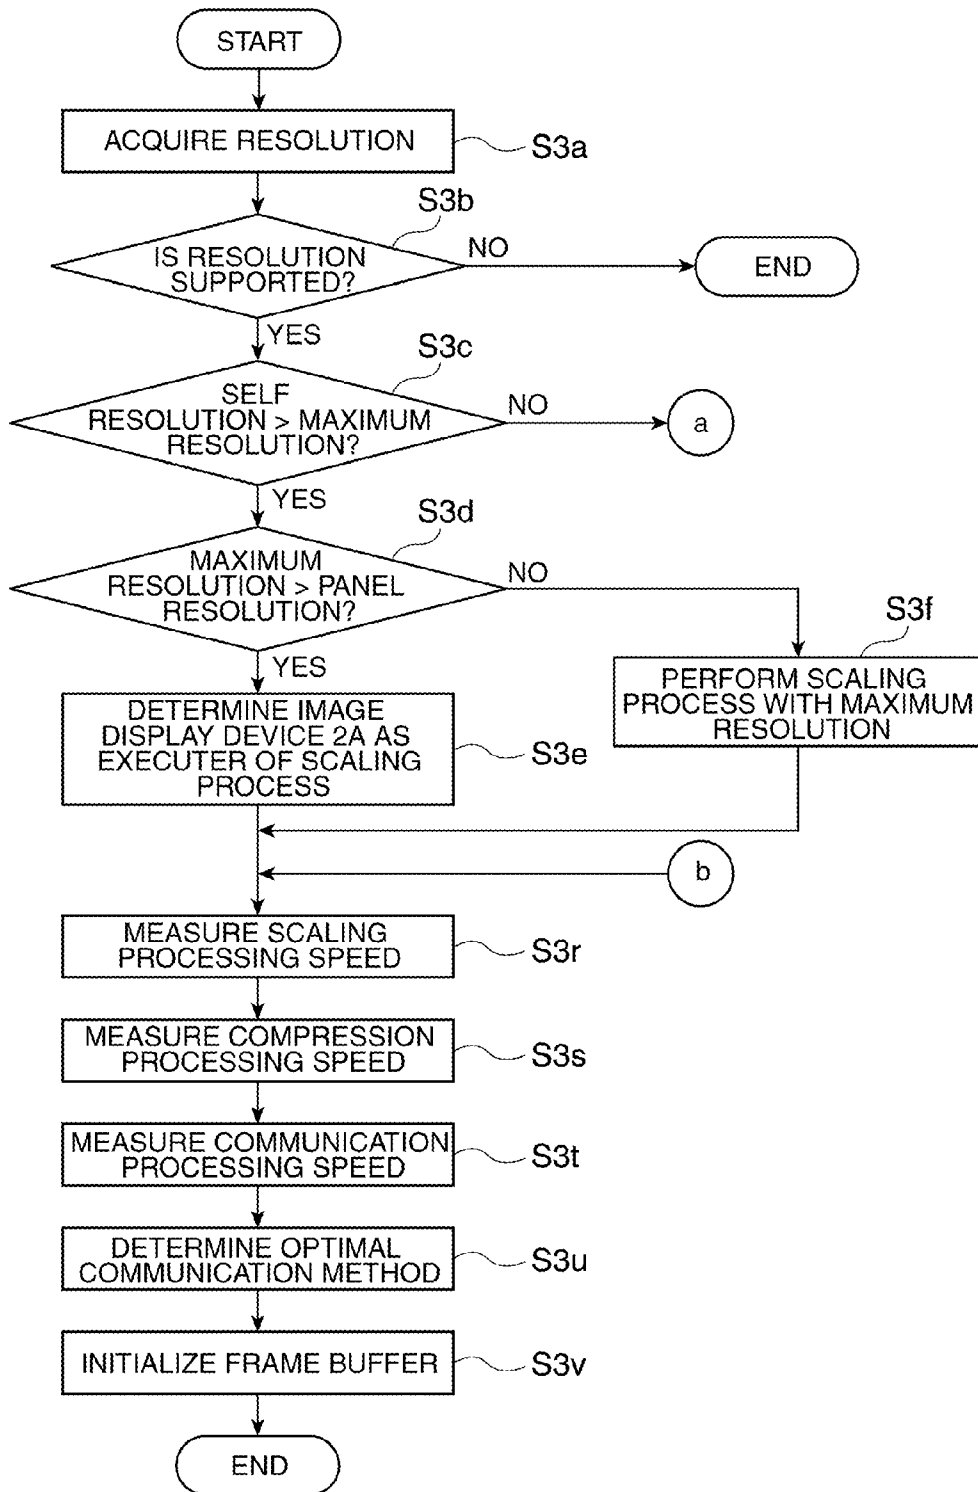 START
ACQUIRE RESOLUTION
S3a
S3b
IS RESOLUTION
SUPPORTED?
NO
END
YES
S3c
SELF
RESOLUTION > MAXIMUM
RESOLUTION?
NO
a
YES
S3d
MAXIMUM
RESOLUTION > PANEL
RESOLUTION?
NO
S3f
PERFORM SCALING
PROCESS WITH MAXIMUM
RESOLUTION
YES
DETERMINE IMAGE
DISPLAY DEVICE 2A AS
EXECUTER OF SCALING
PROCESS
S3e
b
MEASURE SCALING
PROCESSING SPEED
S3r
MEASURE COMPRESSION
PROCESSING SPEED
S3s
MEASURE COMMUNICATION
PROCESSING SPEED
S3t
DETERMINE OPTIMAL
COMMUNICATION METHOD
S3u
INITIALIZE FRAME BUFFER
S3v
END